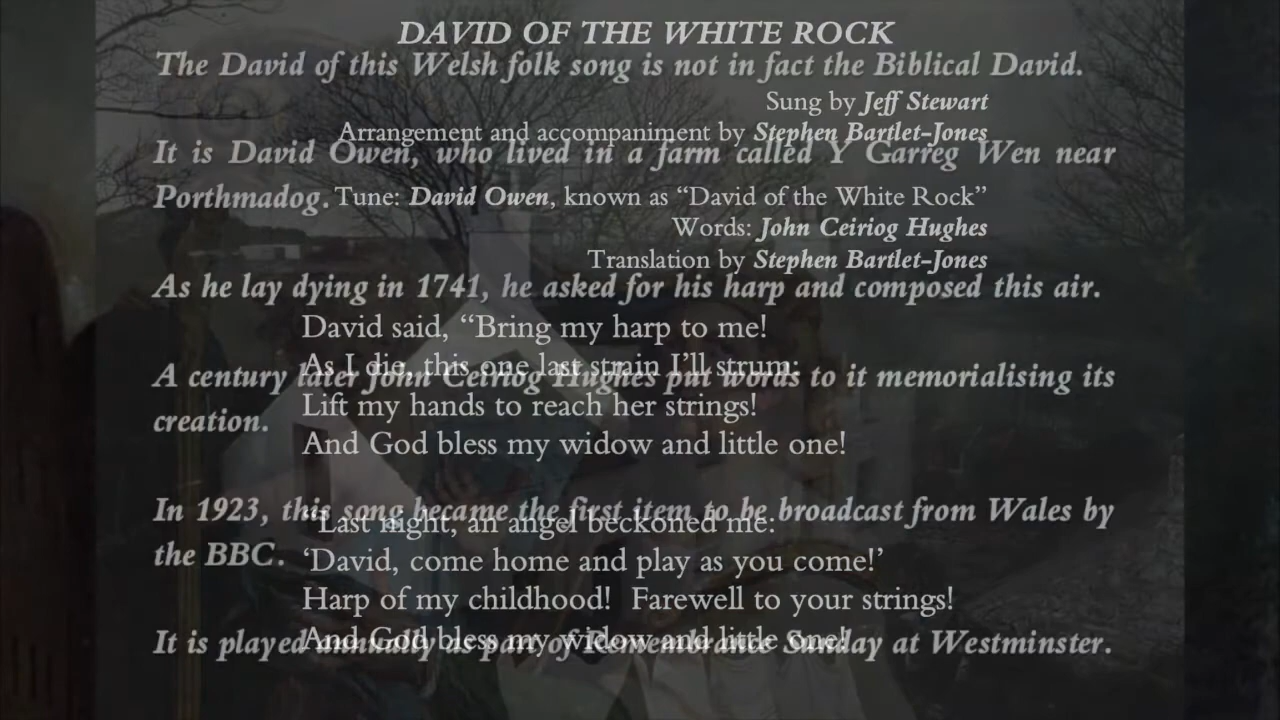 DAVID OF THE WHITE ROCK
The David of this Welsh folk song is not in fact the Biblical David.
Sung by Jeff Stewart
Arrangement and accompaniment by Stephen Bartlet-Jones
It is David Owen, who lived in a farm called Y Garreg Wen near
Porthmadog.
Tune: David Owen, known as “David of the White Rock”
Words: John Ceiriog Hughes
Translation by Stephen Bartlet-Jones
As he lay dying in 1741, he asked for his harp and composed this air.
David said, “Bring my harp to me!
As I die, this one last strain I’ll strum:
A century later John Ceiriog Hughes put words to it memorialising its
Lift my hands to reach her strings!
creation.
And God bless my widow and little one!
In 1923, this song became the first item to be broadcast from Wales by
“Last night, an angel beckoned me:
the BBC.
‘David, come home and play as you come!’
Harp of my childhood! Farewell to your strings!
And God bless my widow and little one!
It is played annually as part of Remembrance Sunday at Westminster.